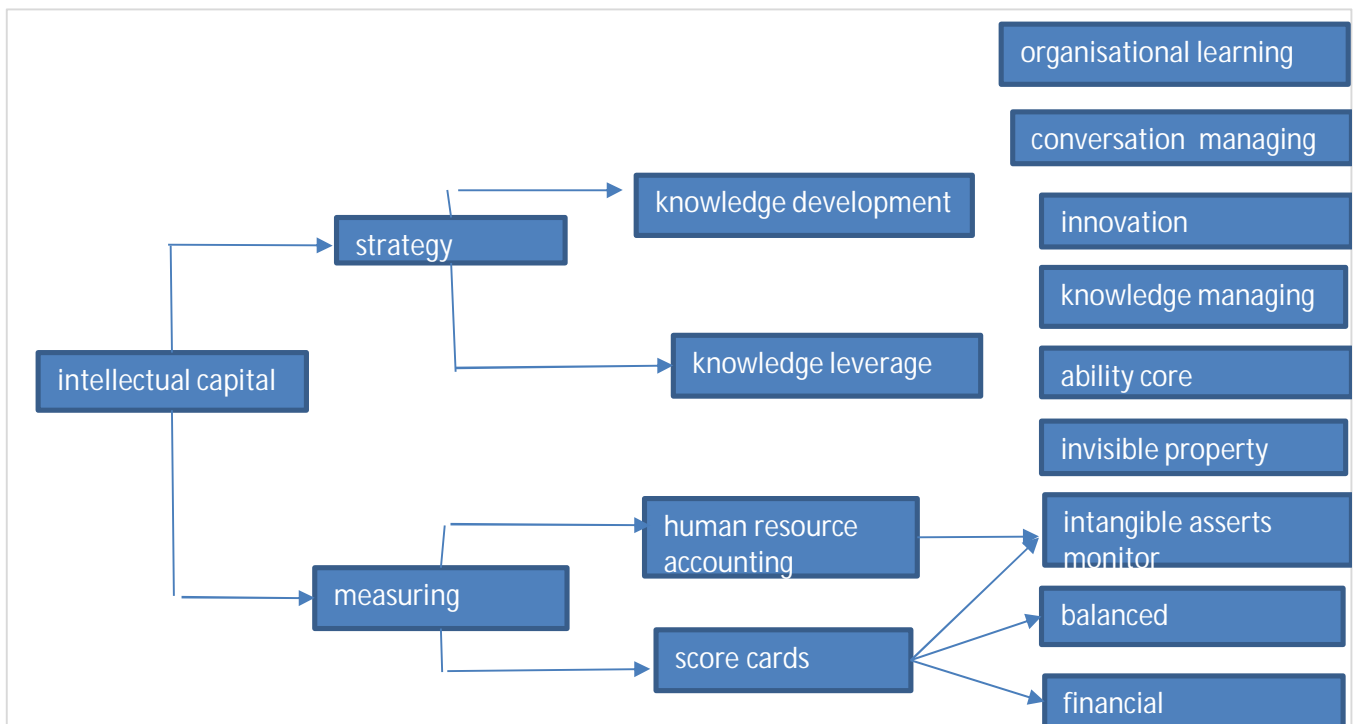 organisational learning
conversation managing
knowledge development
innovation
strategy
knowledge managing
intellectual capital
knowledge leverage
ability core
invisible property
human resource
accounting
intangible asserts
monitor
measuring
balanced
score cards
financial